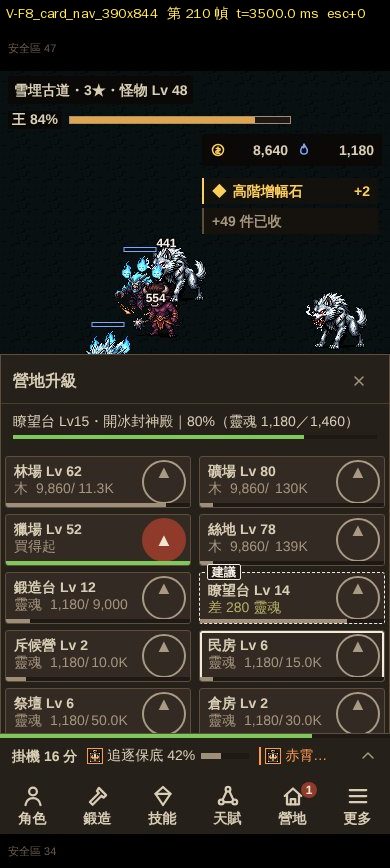 V-F8_card_nav_390x844 第 210 幀 t=3500.0 ms esc+0
安全區 47
雪埋古道・3★・怪物 Lv 48
王 84%
8,640 1,180
高階增幅石 +2
+49 件已收
441
554
營地升級 ×
瞭望台 Lv15・開冰封神殿｜80%（靈魂 1,180／1,460）
林場 Lv 62
木 9,860/ 11.3K
礦場 Lv 80
木 9,860/ 130K
獵場 Lv 52
買得起
絲地 Lv 78
木 9,860/ 139K
鍛造台 Lv 12
靈魂 1,180/ 9,000
建議
瞭望台 Lv 14
差 280 靈魂
斥候營 Lv 2
靈魂 1,180/ 10.0K
民房 Lv 6
靈魂 1,180/ 15.0K
祭壇 Lv 6
靈魂 1,180/ 50.0K
倉房 Lv 2
靈魂 1,180/ 30.0K
掛機 16 分 追逐保底 42% 赤霄…
1
角色 鍛造 技能 天賦 營地 更多
安全區 34